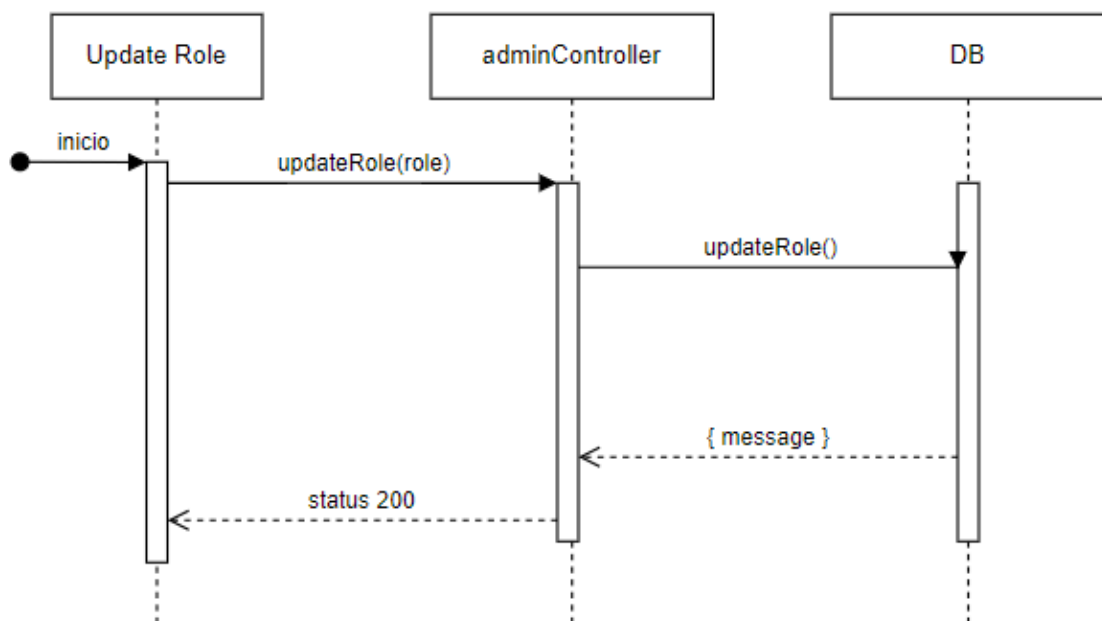 Update Role
adminController
DB
inicio
updateRole(role)
updateRole()
{ message }
status 200